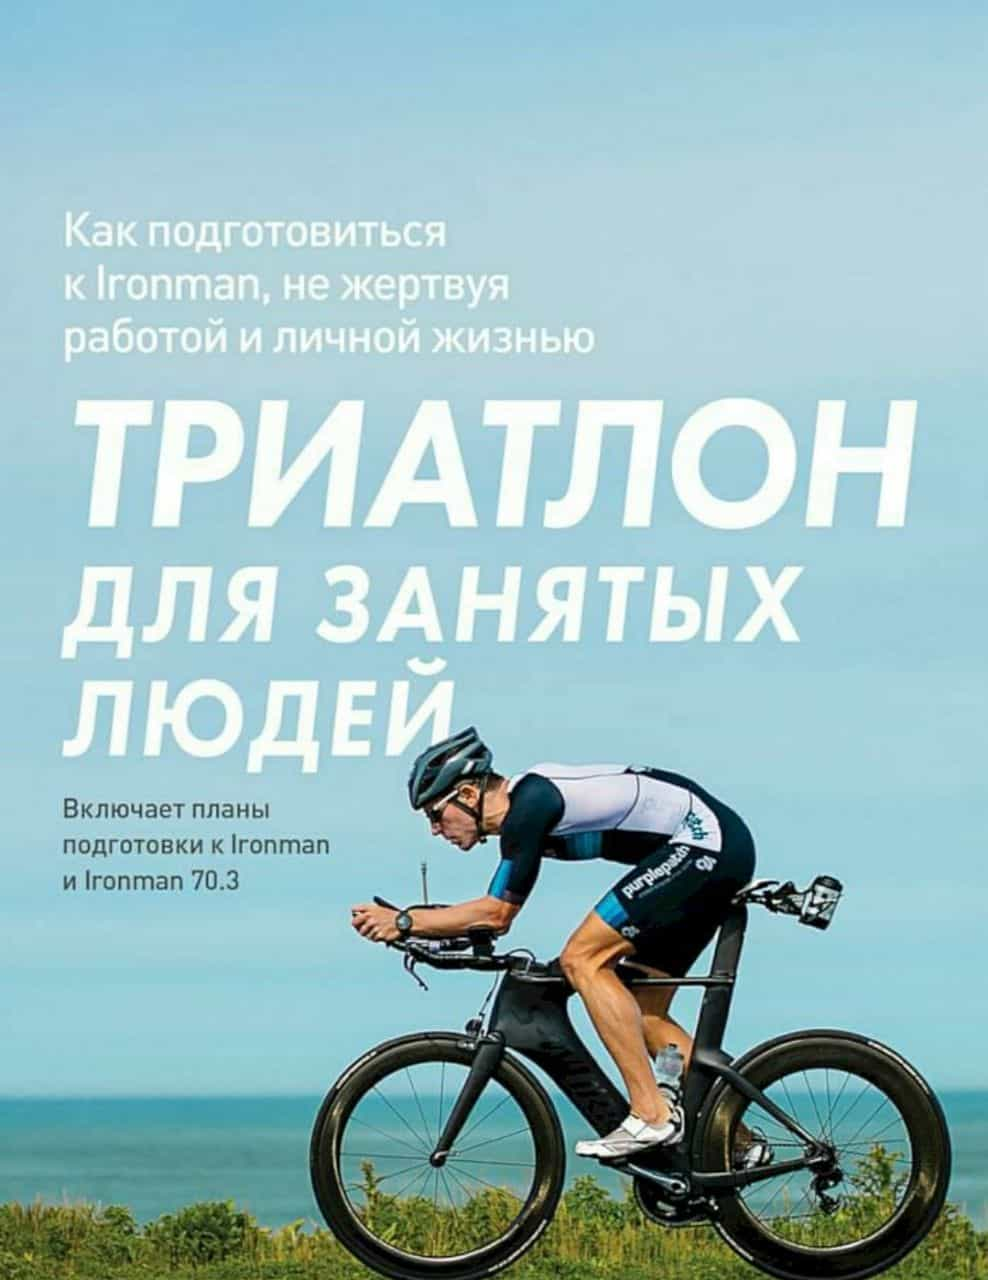 Как подготовиться
к Ironman, не жертвуя
работой и личной жизнью
ТРИАТЛОН
ДЛЯ ЗАНЯТЫХ
ЛЮДЕЙ
Включает планы
подготовки к Ironman
и Ironman 70.3
purplepatch